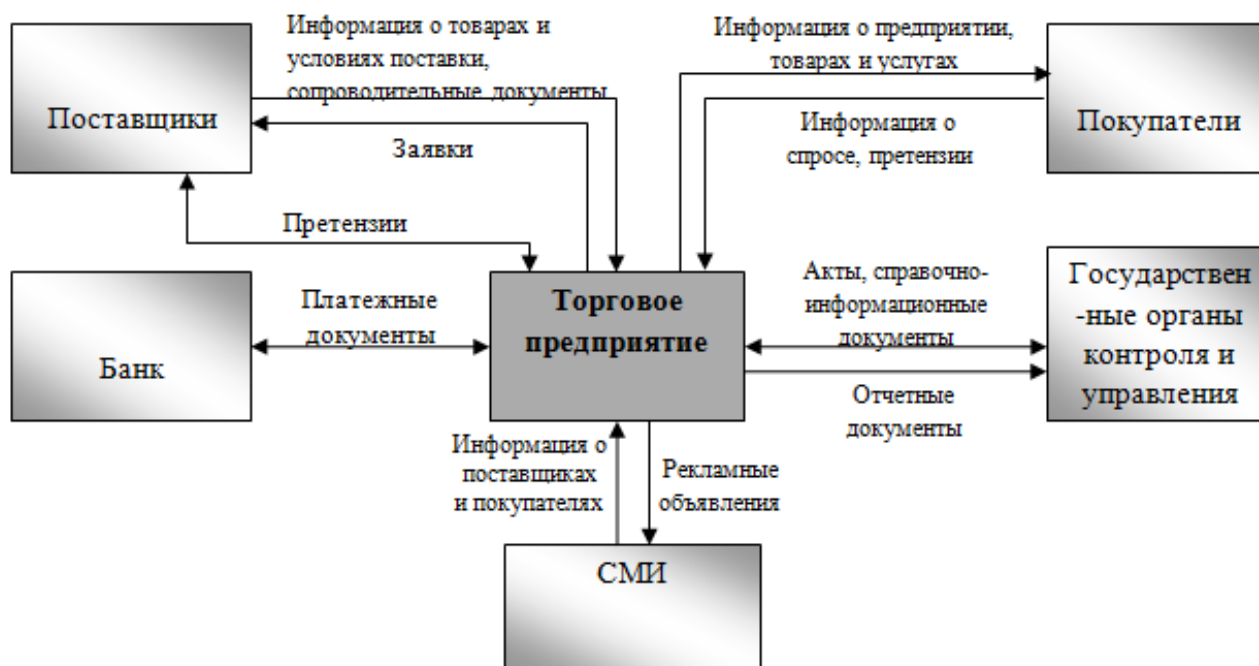 Информация о товарах и
условиях поставки,
сопроводительные документы
Информация о предприятии,
товарах и услугах
Поставщики
Заявки
Информация о
спросе, претензии
Покупатели
Претензии
Платежные
документы
Банк
Торговое
предприятие
Акты, справочно-
информационные
документы
Государствен
-ные органы
контроля и
управления
Отчетные
документы
Информация о
поставщиках
и покупателях
Рекламные
объявления
СМИ